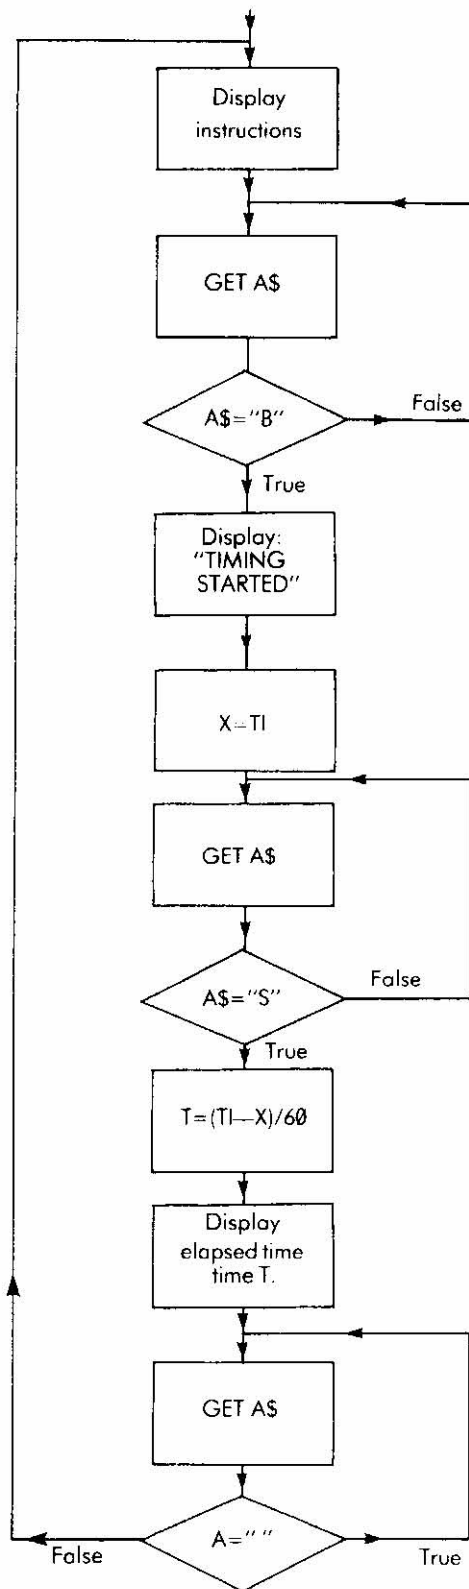 Display
instructions
GET A$
A$="B"
False
True
Display:
"TIMING
STARTED"
X=TI
GET A$
A$="S"
False
True
T=(TI—X)/60
Display
elapsed time
time T.
GET A$
A=" "
False
True